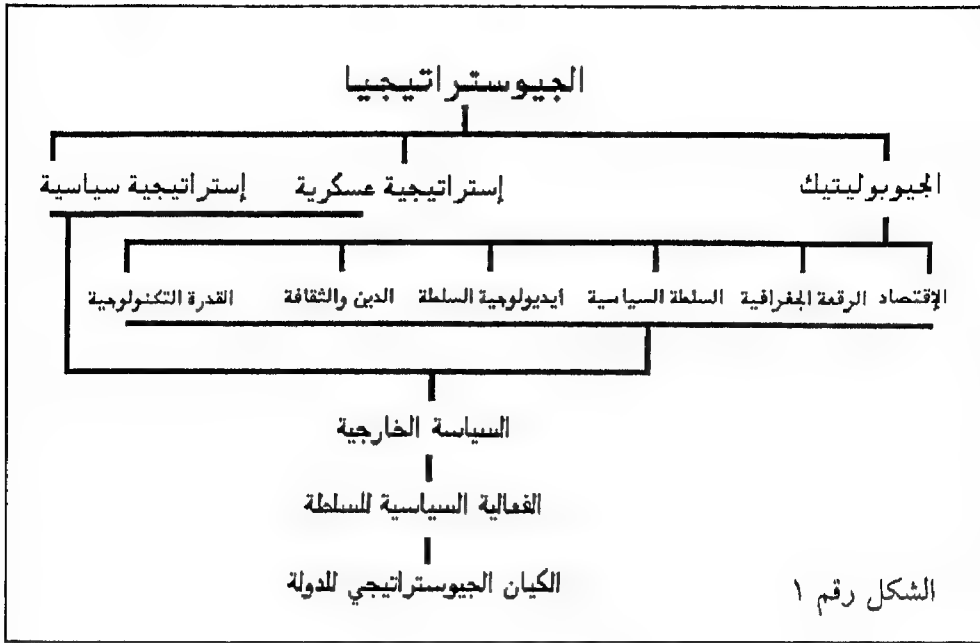 الجيوستراتيجيا
الجيوبوليتيك إستراتيجية عسكرية إستراتيجية سياسية
الإقتصاد الرقعة الجغرافية السلطة السياسية أيديولوجية السلطة الدين والثقافة القدرة التكنولوجية
السياسة الخارجية
الفعالية السياسية للسلطة
الكيان الجيوستراتيجي للدولة
الشكل رقم ١